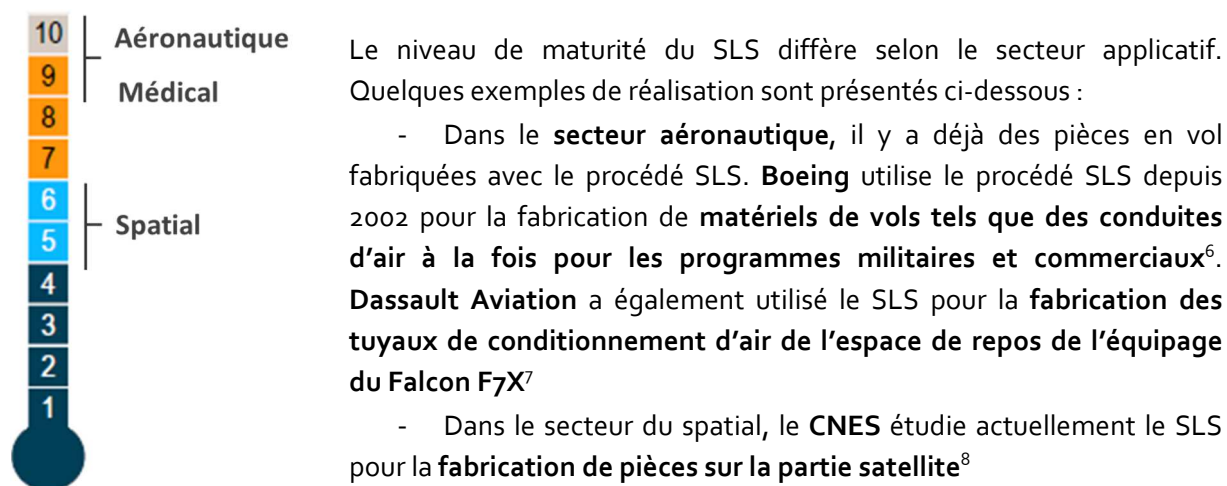 10
9
8
7
6
5
4
3
2
1
Aéronautique
Médical
Spatial
Le niveau de maturité du SLS diffère selon le secteur applicatif.
Quelques exemples de réalisation sont présentés ci-dessous :
- Dans le secteur aéronautique, il y a déjà des pièces en vol
fabriquées avec le procédé SLS. Boeing utilise le procédé SLS depuis
2002 pour la fabrication de matériels de vols tels que des conduites
d'air à la fois pour les programmes militaires et commerciaux⁶.
Dassault Aviation a également utilisé le SLS pour la fabrication des
tuyaux de conditionnement d'air de l'espace de repos de l'équipage
du Falcon F7X⁷
- Dans le secteur du spatial, le CNES étudie actuellement le SLS
pour la fabrication de pièces sur la partie satellite⁸